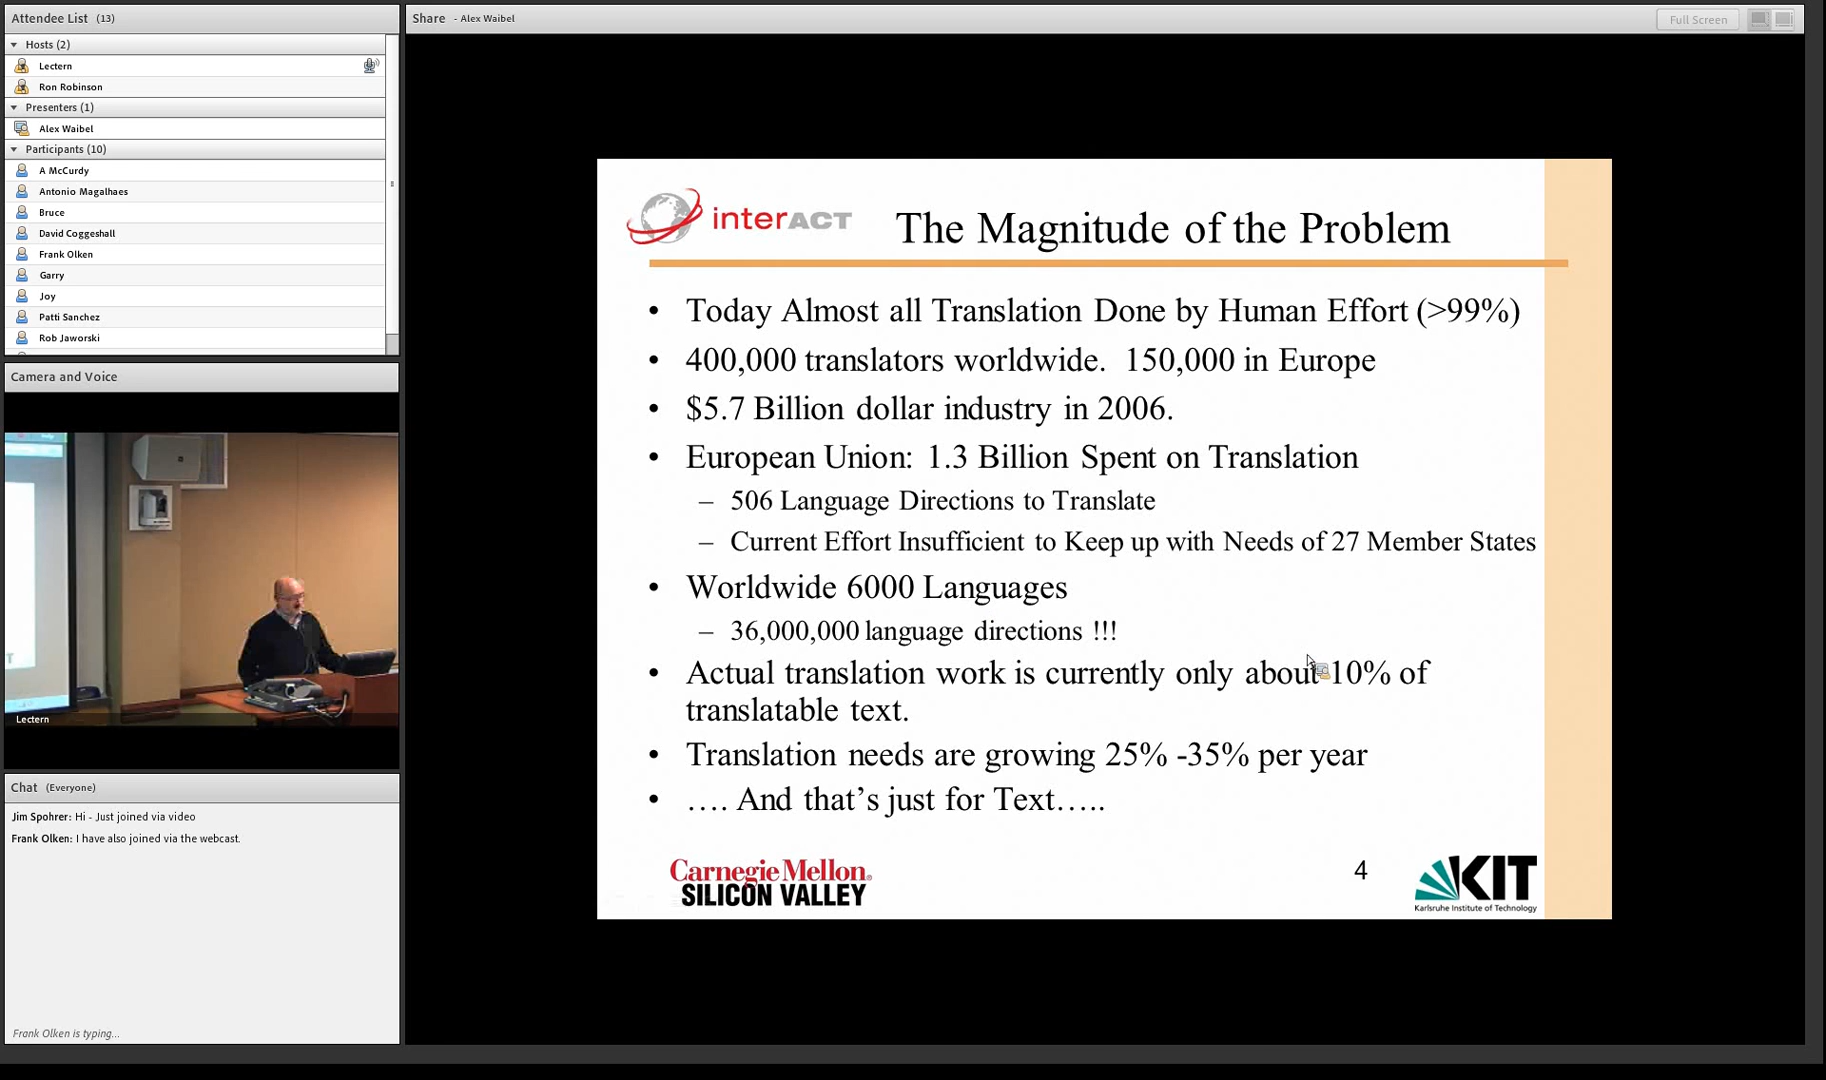 Attendee List (13)
Hosts (2)
Lectern
Ron Robinson
Presenters (1)
Alex Waibel
Participants (10)
A McCurdy
Antonio Magalhaes
Bruce
David Coggeshall
Frank Olken
Garry
Joy
Patti Sanchez
Rob Jaworski
Camera and Voice
Lectern
Chat (Everyone)
Jim Spohrer: Hi - Just joined via video
Frank Olken: I have also joined via the webcast.
Frank Olken is typing...
Share - Alex Waibel
Full Screen
interACT
The Magnitude of the Problem
• Today Almost all Translation Done by Human Effort (>99%)
• 400,000 translators worldwide. 150,000 in Europe
• $5.7 Billion dollar industry in 2006.
• European Union: 1.3 Billion Spent on Translation
– 506 Language Directions to Translate
– Current Effort Insufficient to Keep up with Needs of 27 Member States
• Worldwide 6000 Languages
– 36,000,000 language directions !!!
• Actual translation work is currently only about 10% of
translatable text.
• Translation needs are growing 25% -35% per year
• …. And that’s just for Text…..
Carnegie Mellon®
SILICON VALLEY
4
KIT
Karlsruhe Institute of Technology